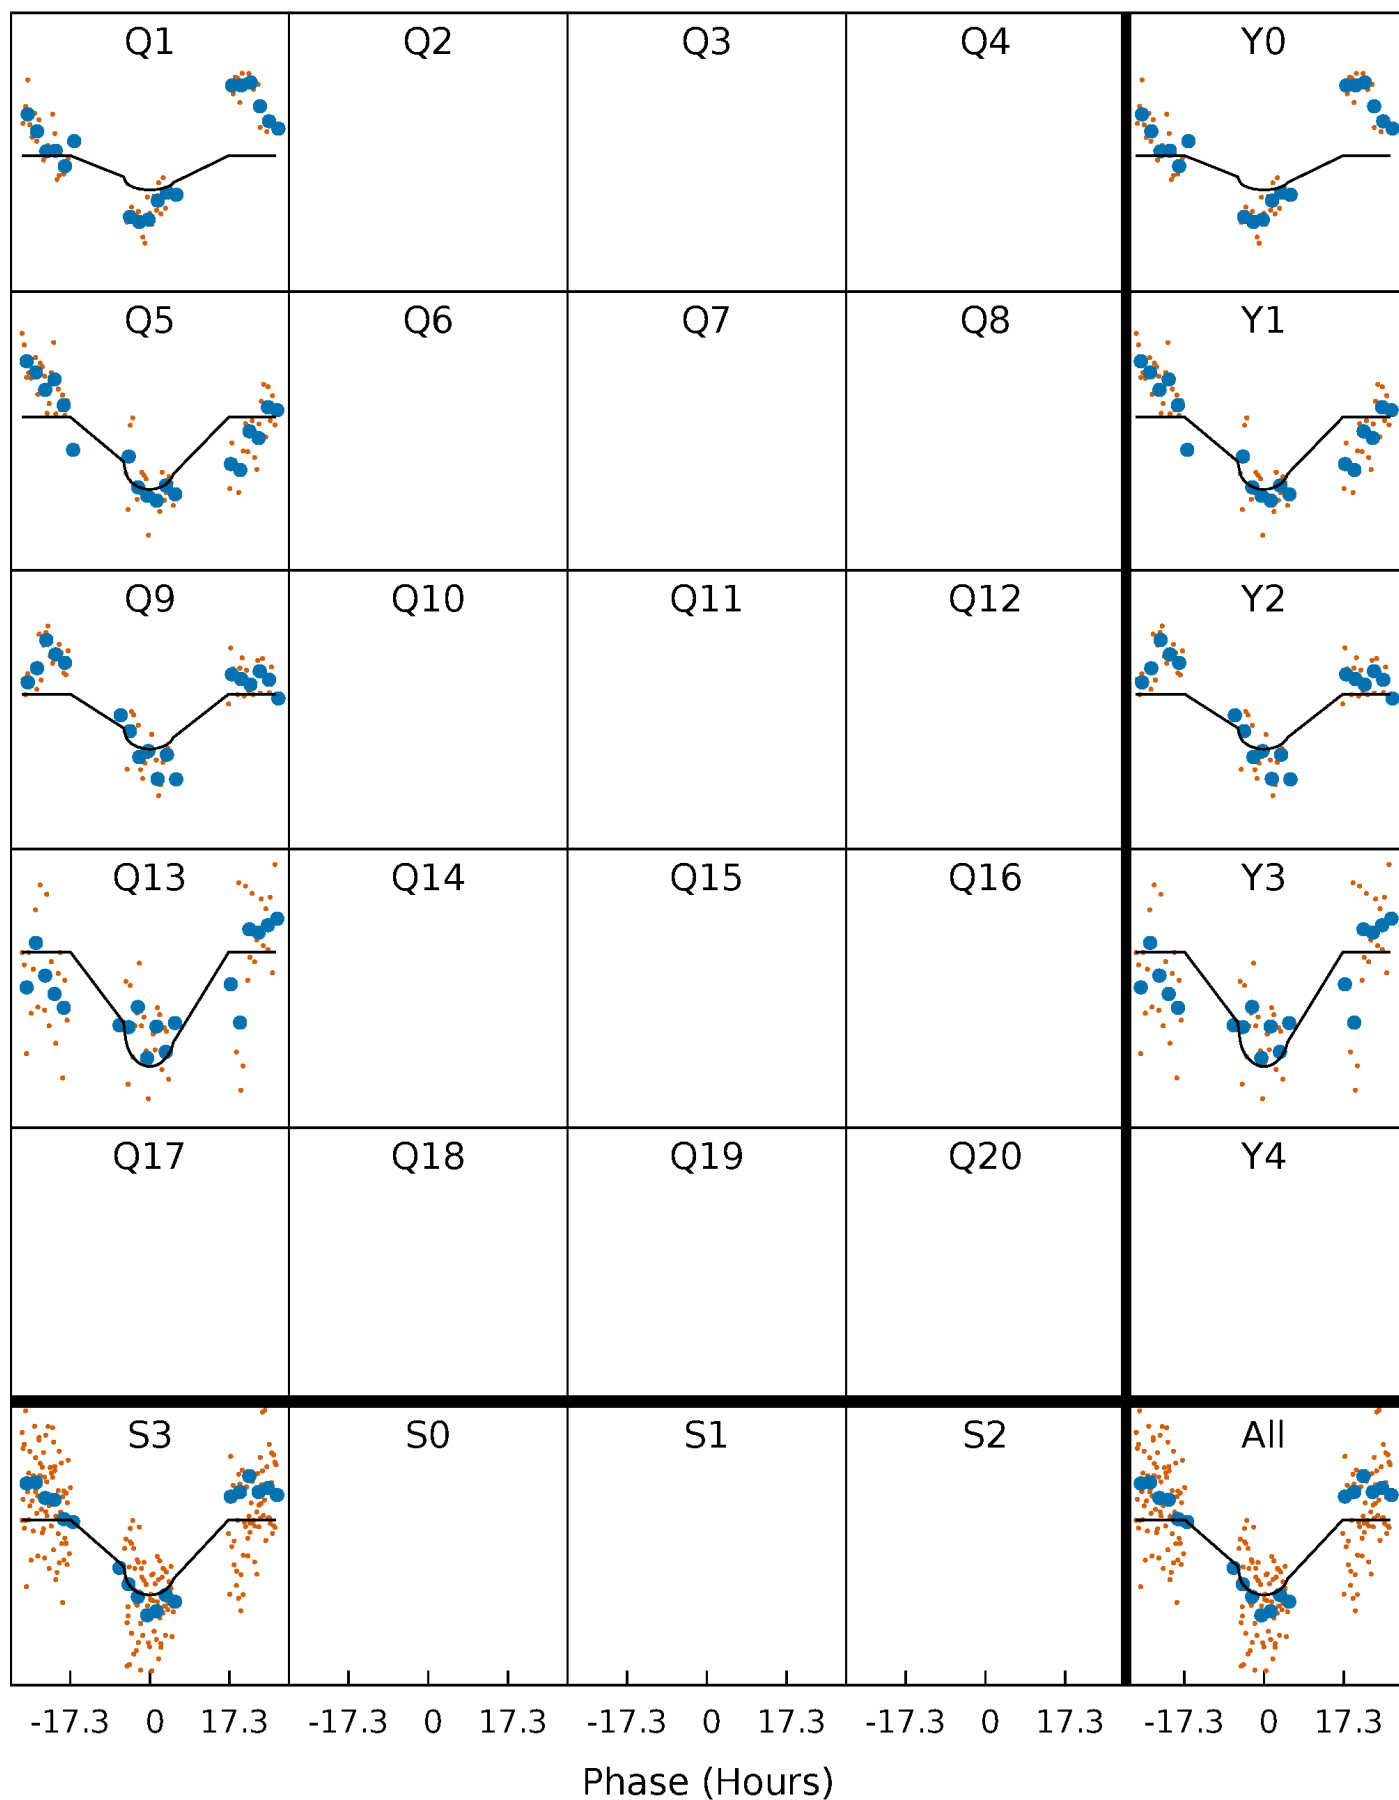 Q1 Q2 Q3 Q4 Y0
Q5 Q6 Q7 Q8 Y1
Q9 Q10 Q11 Q12 Y2
Q13 Q14 Q15 Q16 Y3
Q17 Q18 Q19 Q20 Y4
S3 S0 S1 S2 All
-17.3 0 17.3 -17.3 0 17.3 -17.3 0 17.3 -17.3 0 17.3 -17.3 0 17.3
Phase (Hours)